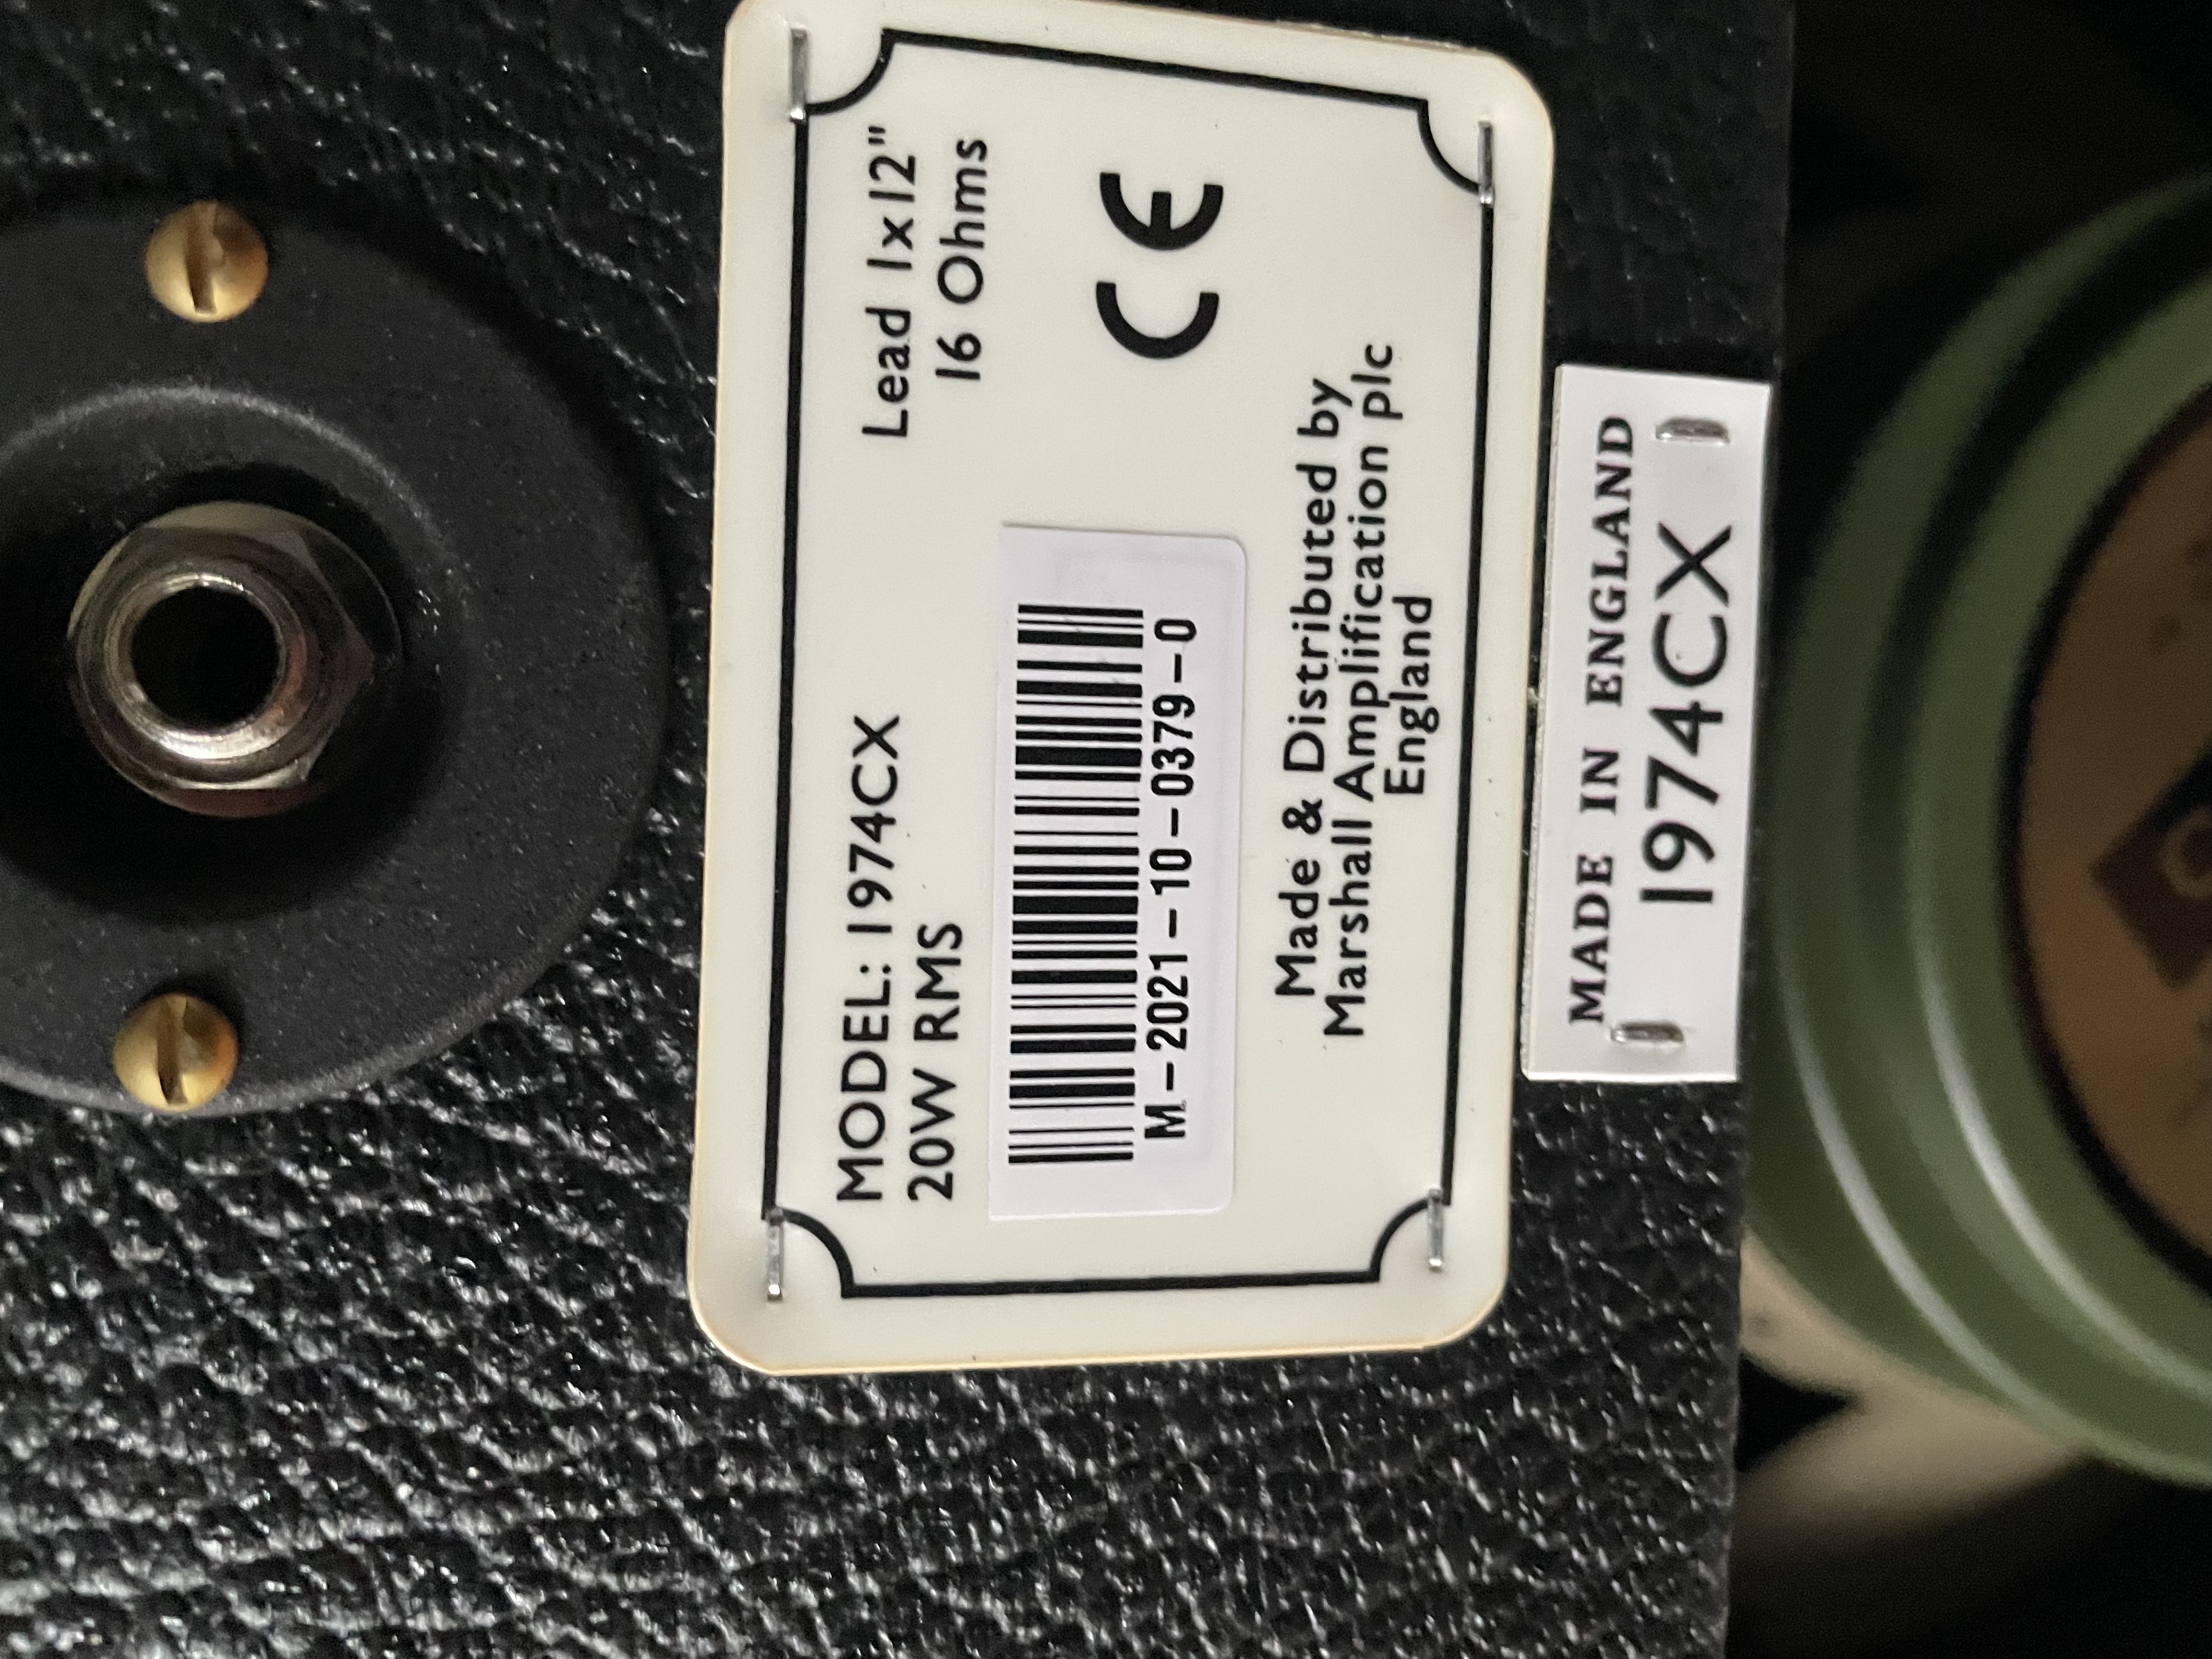 MODEL: 1974CX
20W RMS
Lead 1x12"
16 Ohms
M-2021-10-0379-0
CE
Made & Distributed by
Marshall Amplification plc
England
MADE IN ENGLAND
1974CX